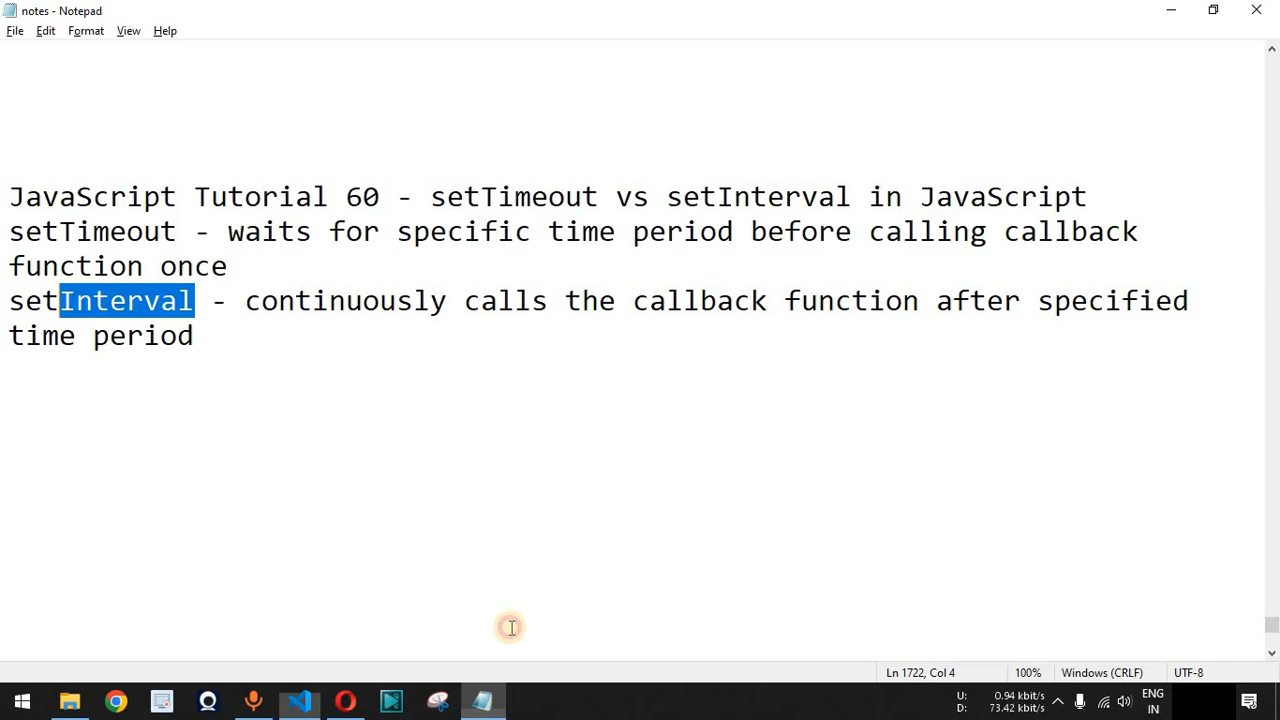 notes - Notepad
File Edit Format View Help
JavaScript Tutorial 60 - setTimeout vs setInterval in JavaScript
setTimeout - waits for specific time period before calling callback
function once
setInterval - continuously calls the callback function after specified
time period
Ln 1722, Col 4 100% Windows (CRLF) UTF-8
U: 0.94 kbit/s ENG
D: 73.42 kbit/s IN